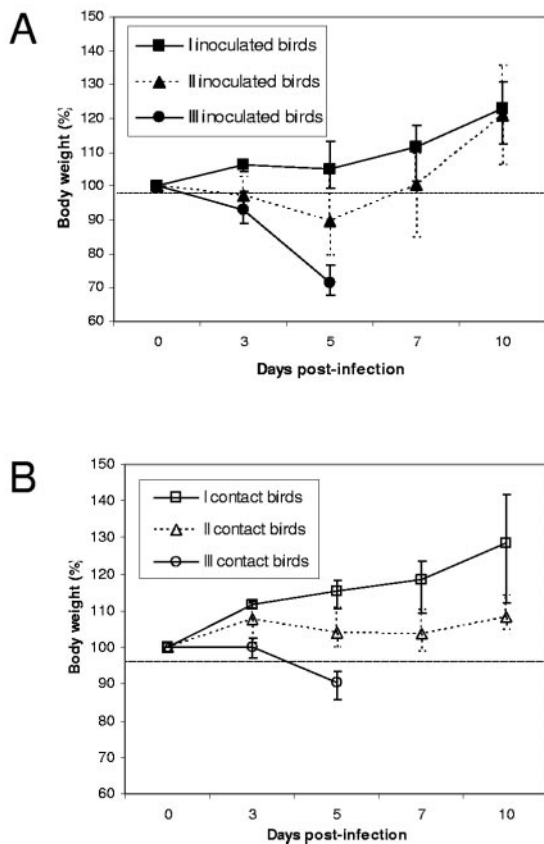 A
150
140
130
120
110
100
90
80
70
60
Body weight (%)
I inoculated birds
II inoculated birds
III inoculated birds
0 3 5 7 10
Days post-infection
B
150
140
130
120
110
100
90
80
70
60
Body weight (%)
I contact birds
II contact birds
III contact birds
0 3 5 7 10
Days post-infection